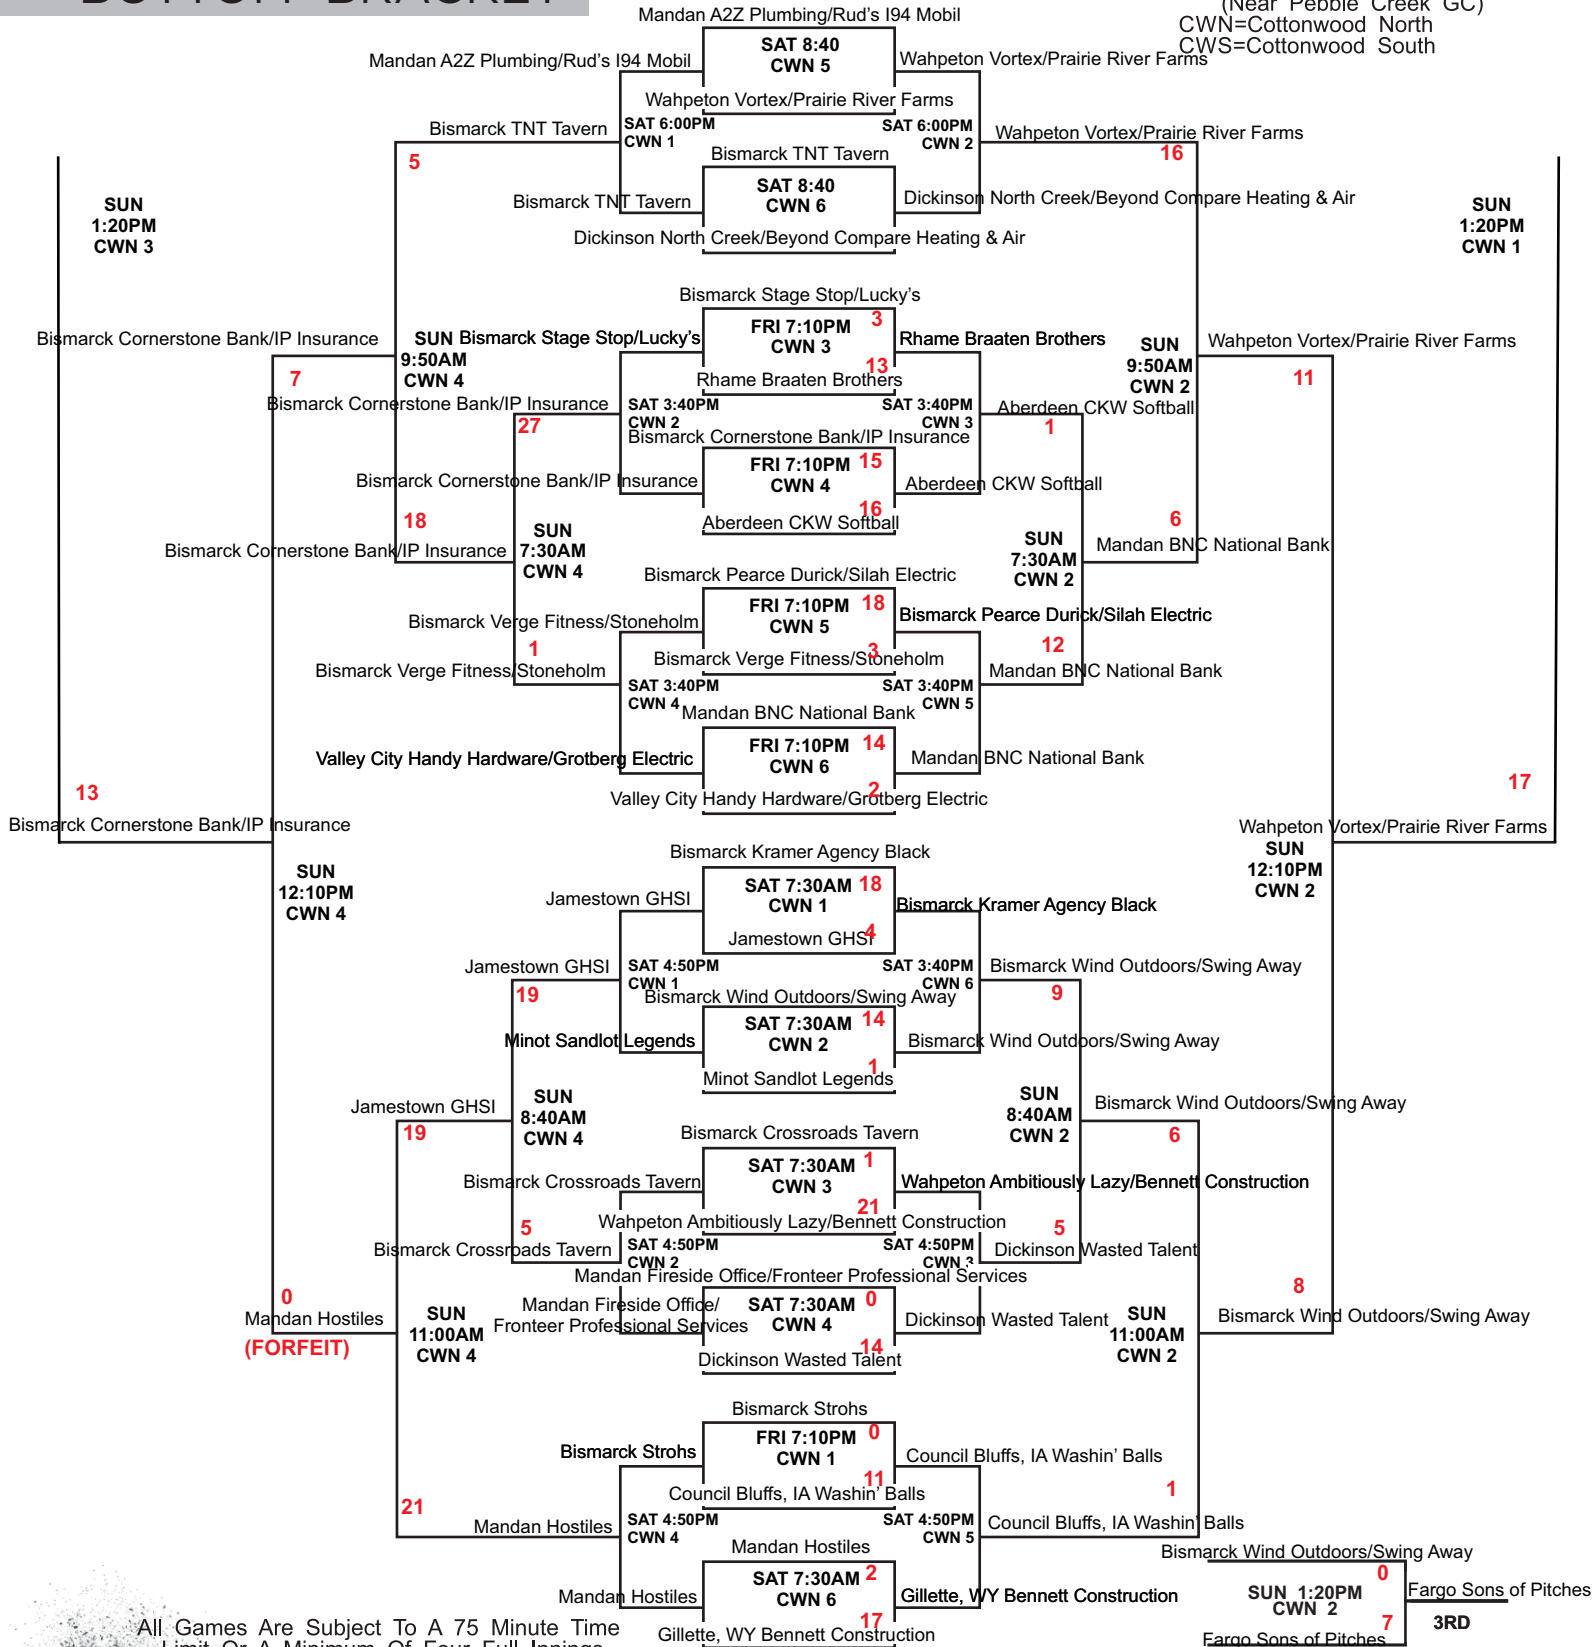 BOTTOM BRACKET
(Near Pebble Creek GC)
CWN=Cottonwood North
CWS=Cottonwood South
Mandan A2Z Plumbing/Rud's I94 Mobil
SAT 8:40
CWN 5
Mandan A2Z Plumbing/Rud's I94 Mobil
Wahpeton Vortex/Prairie River Farms
Wahpeton Vortex/Prairie River Farms
Bismarck TNT Tavern
SAT 6:00PM
CWN 1
SAT 6:00PM
CWN 2
Wahpeton Vortex/Prairie River Farms
5
16
Bismarck TNT Tavern
SAT 8:40
CWN 6
Bismarck TNT Tavern
Dickinson North Creek/Beyond Compare Heating & Air
Dickinson North Creek/Beyond Compare Heating & Air
SUN
1:20PM
CWN 3
SUN
1:20PM
CWN 1
Bismarck Stage Stop/Lucky's
FRI 7:10PM
CWN 3
3
13
Bismarck Cornerstone Bank/IP Insurance
7
SUN
9:50AM
CWN 4
Bismarck Stage Stop/Lucky's
Rhame Braaten Brothers
Rhame Braaten Brothers
SUN
9:50AM
CWN 2
Wahpeton Vortex/Prairie River Farms
11
Bismarck Cornerstone Bank/IP Insurance
27
SAT 3:40PM
CWN 2
SAT 3:40PM
CWN 3
Aberdeen CKW Softball
1
Bismarck Cornerstone Bank/IP Insurance
FRI 7:10PM
CWN 4
15
16
Bismarck Cornerstone Bank/IP Insurance
Aberdeen CKW Softball
Aberdeen CKW Softball
18
6
Bismarck Cornerstone Bank/IP Insurance
SUN
7:30AM
CWN 4
SUN
7:30AM
CWN 2
Mandan BNC National Bank
Bismarck Pearce Durick/Silah Electric
FRI 7:10PM
CWN 5
18
3
Bismarck Verge Fitness/Stoneholm
Bismarck Pearce Durick/Silah Electric
Bismarck Verge Fitness/Stoneholm
1
12
Bismarck Verge Fitness/Stoneholm
SAT 3:40PM
CWN 4
SAT 3:40PM
CWN 5
Mandan BNC National Bank
Mandan BNC National Bank
FRI 7:10PM
CWN 6
14
2
Valley City Handy Hardware/Grotberg Electric
Mandan BNC National Bank
Valley City Handy Hardware/Grotberg Electric
13
17
Bismarck Cornerstone Bank/IP Insurance
Wahpeton Vortex/Prairie River Farms
SUN
12:10PM
CWN 4
SUN
12:10PM
CWN 2
Bismarck Kramer Agency Black
SAT 7:30AM
CWN 1
18
4
Jamestown GHSI
Bismarck Kramer Agency Black
Jamestown GHSI
Jamestown GHSI
19
SAT 4:50PM
CWN 1
SAT 3:40PM
CWN 6
Bismarck Wind Outdoors/Swing Away
9
Bismarck Wind Outdoors/Swing Away
SAT 7:30AM
CWN 2
14
1
Minot Sandlot Legends
Bismarck Wind Outdoors/Swing Away
Minot Sandlot Legends
Jamestown GHSI
19
SUN
8:40AM
CWN 4
SUN
8:40AM
CWN 2
Bismarck Wind Outdoors/Swing Away
6
Bismarck Crossroads Tavern
SAT 7:30AM
CWN 3
1
21
Bismarck Crossroads Tavern
Wahpeton Ambitiously Lazy/Bennett Construction
Wahpeton Ambitiously Lazy/Bennett Construction
5
5
Bismarck Crossroads Tavern
SAT 4:50PM
CWN 2
SAT 4:50PM
CWN 3
Dickinson Wasted Talent
Mandan Fireside Office/Fronteer Professional Services
SAT 7:30AM
CWN 4
0
14
Mandan Fireside Office/
Fronteer Professional Services
Dickinson Wasted Talent
Dickinson Wasted Talent
0
Mandan Hostiles
(FORFEIT)
SUN
11:00AM
CWN 4
SUN
11:00AM
CWN 2
8
Bismarck Wind Outdoors/Swing Away
Bismarck Strohs
FRI 7:10PM
CWN 1
0
11
Bismarck Strohs
Council Bluffs, IA Washin' Balls
Council Bluffs, IA Washin' Balls
21
1
Mandan Hostiles
SAT 4:50PM
CWN 4
SAT 4:50PM
CWN 5
Council Bluffs, IA Washin' Balls
Mandan Hostiles
SAT 7:30AM
CWN 6
2
17
Mandan Hostiles
Gillette, WY Bennett Construction
Gillette, WY Bennett Construction
Bismarck Wind Outdoors/Swing Away
0
SUN 1:20PM
CWN 2
Fargo Sons of Pitches
7
3RD
Fargo Sons of Pitches
All Games Are Subject To A 75 Minute Time
Limit Or A Minimum Of Four Full Innings